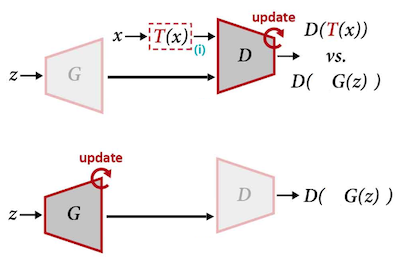 update
x T(x) D(T(x))
(i)
z G D vs.
D( G(z) )
update
z G D D( G(z) )